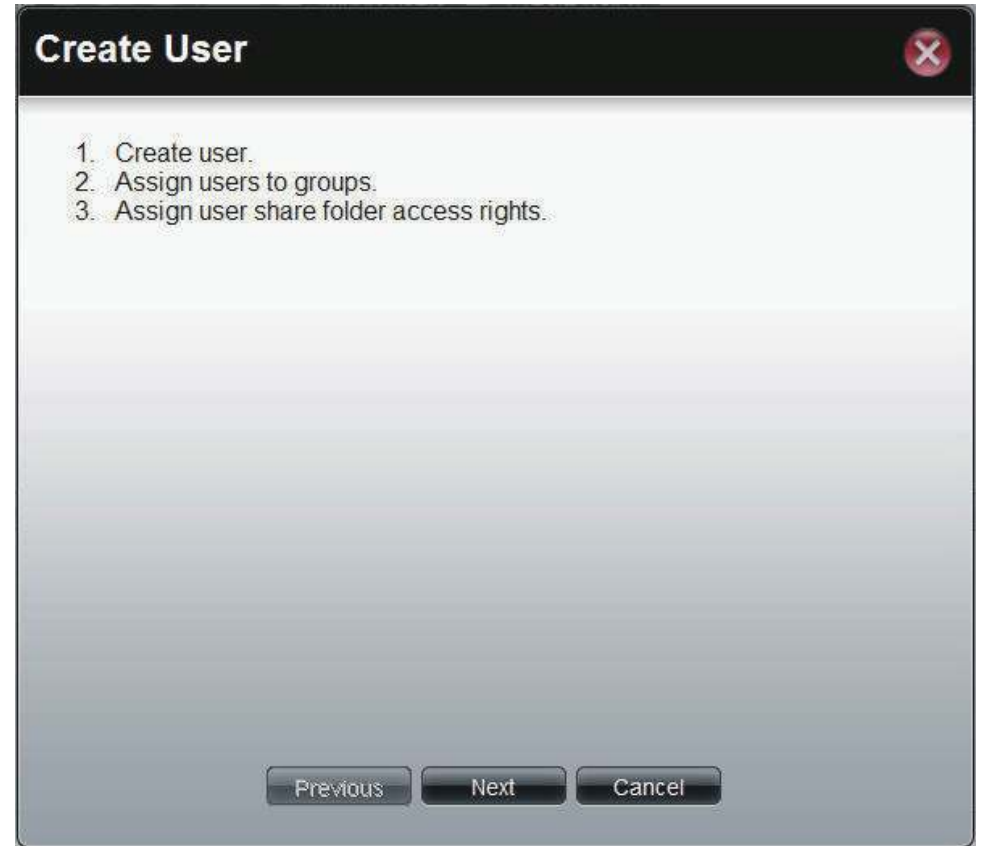 Create User
1. Create user.
2. Assign users to groups.
3. Assign user share folder access rights.
Previous Next Cancel